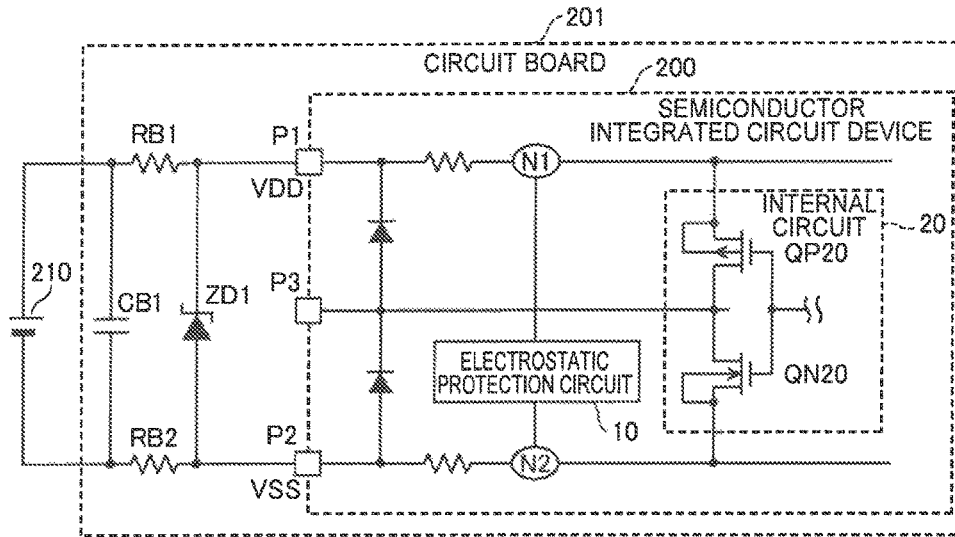 201
CIRCUIT BOARD
200
SEMICONDUCTOR
INTEGRATED CIRCUIT DEVICE
RB1
P1
VDD
N1
INTERNAL
CIRCUIT
20
QP20
P3
210
CB1
ZD1
ELECTROSTATIC
PROTECTION CIRCUIT
QN20
10
RB2
P2
VSS
N2